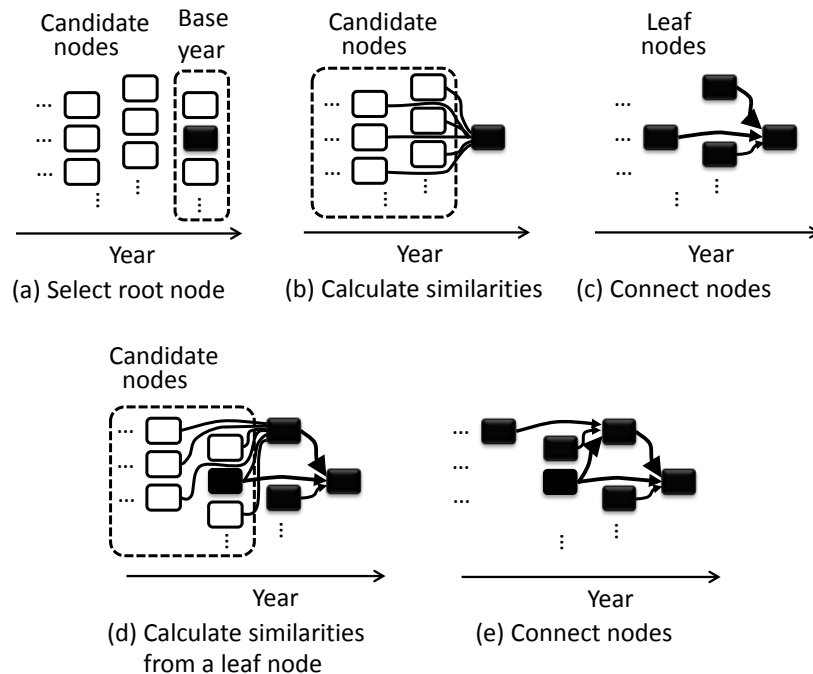 Candidate nodes
Base year
...
...
...
Year
(a) Select root node
Candidate nodes
...
...
...
Year
(b) Calculate similarities
Leaf nodes
...
...
...
Year
(c) Connect nodes
Candidate nodes
...
...
...
Year
(d) Calculate similarities
from a leaf node
...
...
...
Year
(e) Connect nodes